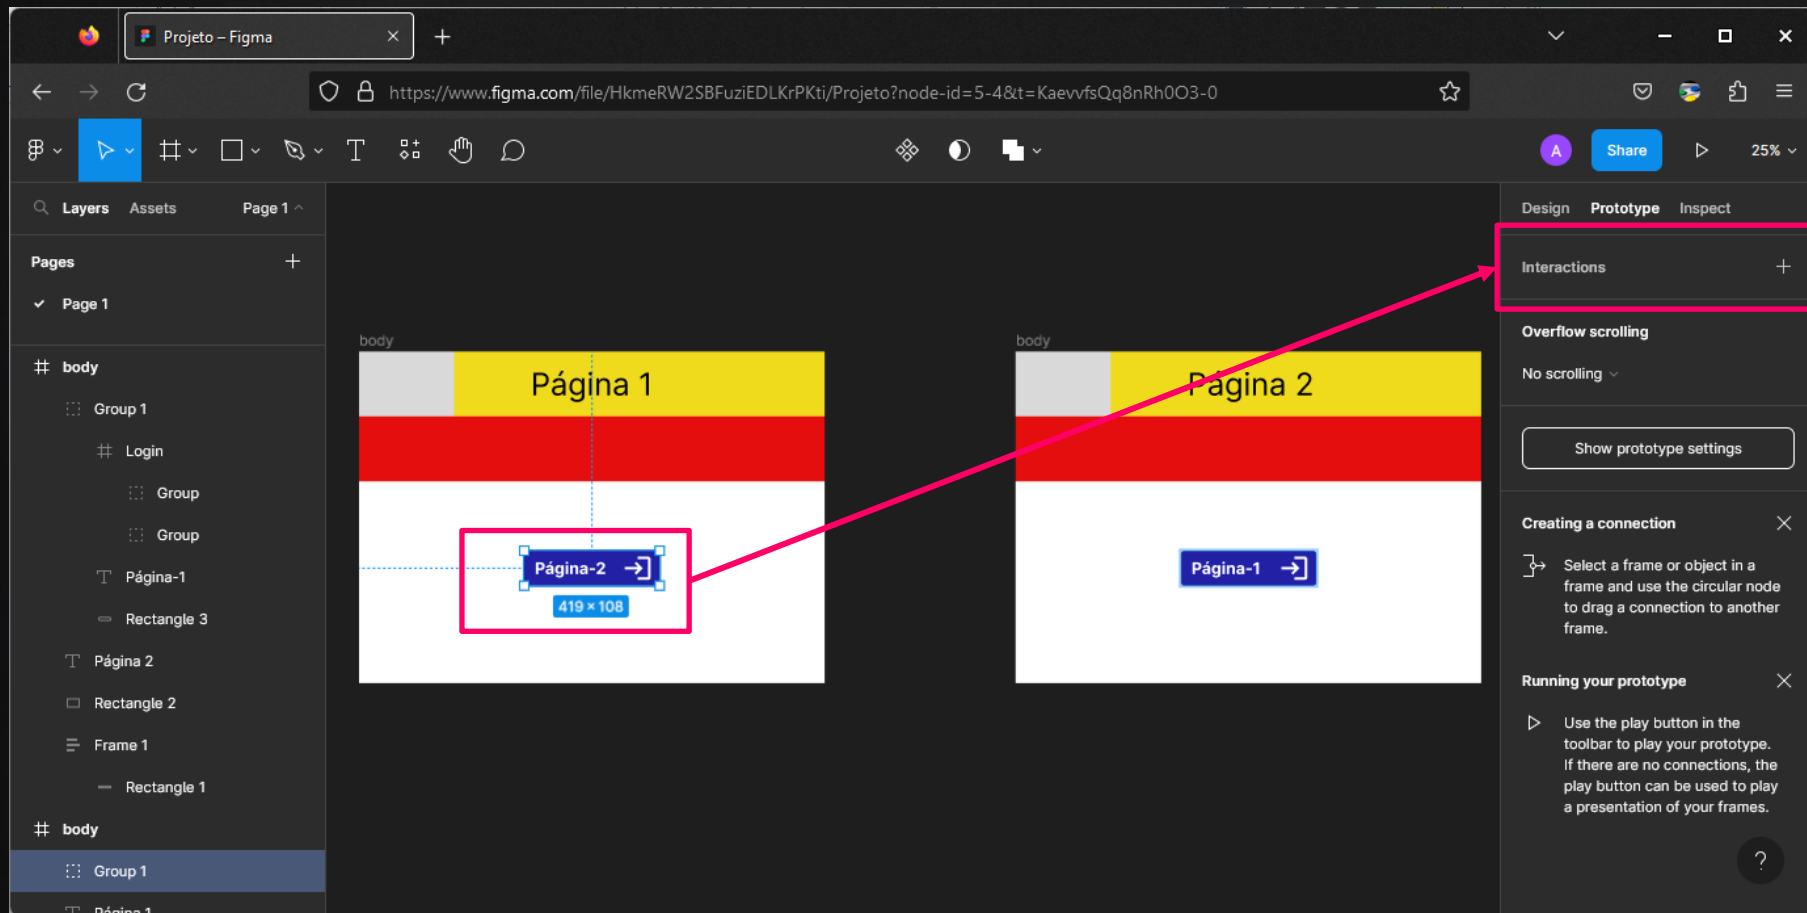 Projeto – Figma
https://www.figma.com/file/HkmeRW2SBFuziEDLKrPKti/Projeto?node-id=5-4&t=KaevvfsQq8nRh0O3-0
A
Share
25%
Layers Assets Page 1
Pages
Page 1
body
Group 1
Login
Group
Group
Página-1
Rectangle 3
Página 2
Rectangle 2
Frame 1
Rectangle 1
body
Group 1
Página 1
body
Página 1
Página-2
419 × 108
body
Página 2
Página-1
Design Prototype Inspect
Interactions
Overflow scrolling
No scrolling
Show prototype settings
Creating a connection
Select a frame or object in a
frame and use the circular node
to drag a connection to another
frame.
Running your prototype
Use the play button in the
toolbar to play your prototype.
If there are no connections, the
play button can be used to play
a presentation of your frames.
?